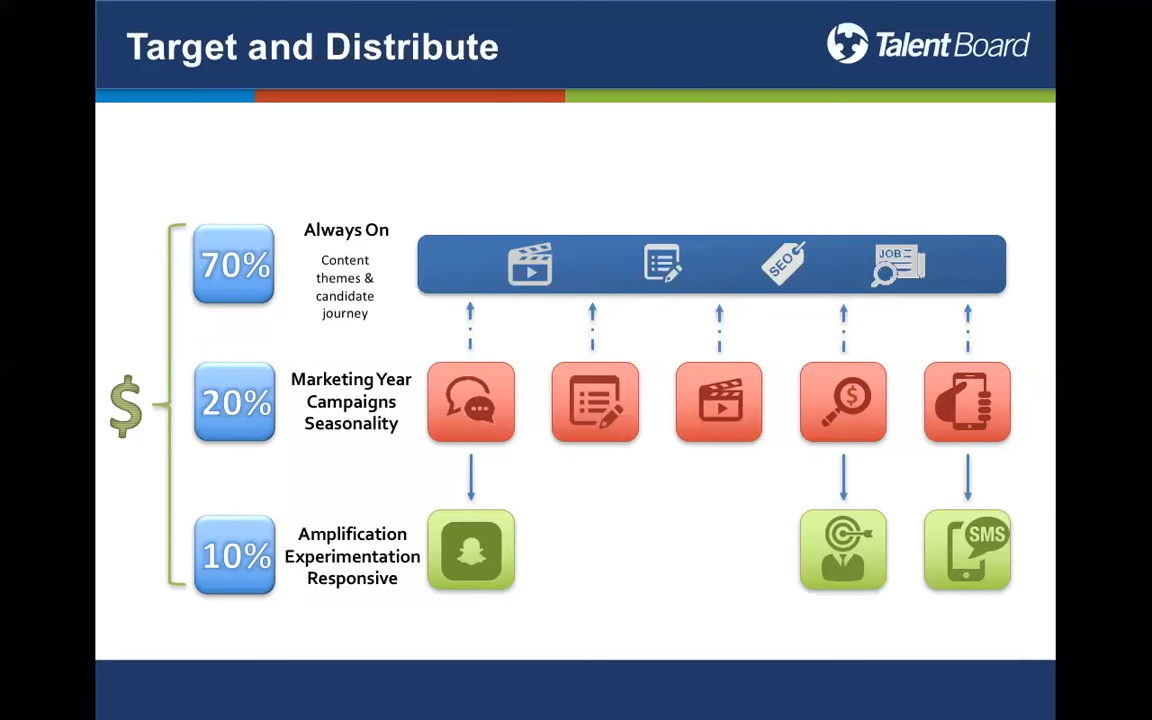 Target and Distribute
Talent Board
70%
Always On
Content
themes &
candidate
journey
SEO
JOB
$
20%
Marketing Year
Campaigns
Seasonality
$
10%
Amplification
Experimentation
Responsive
SMS